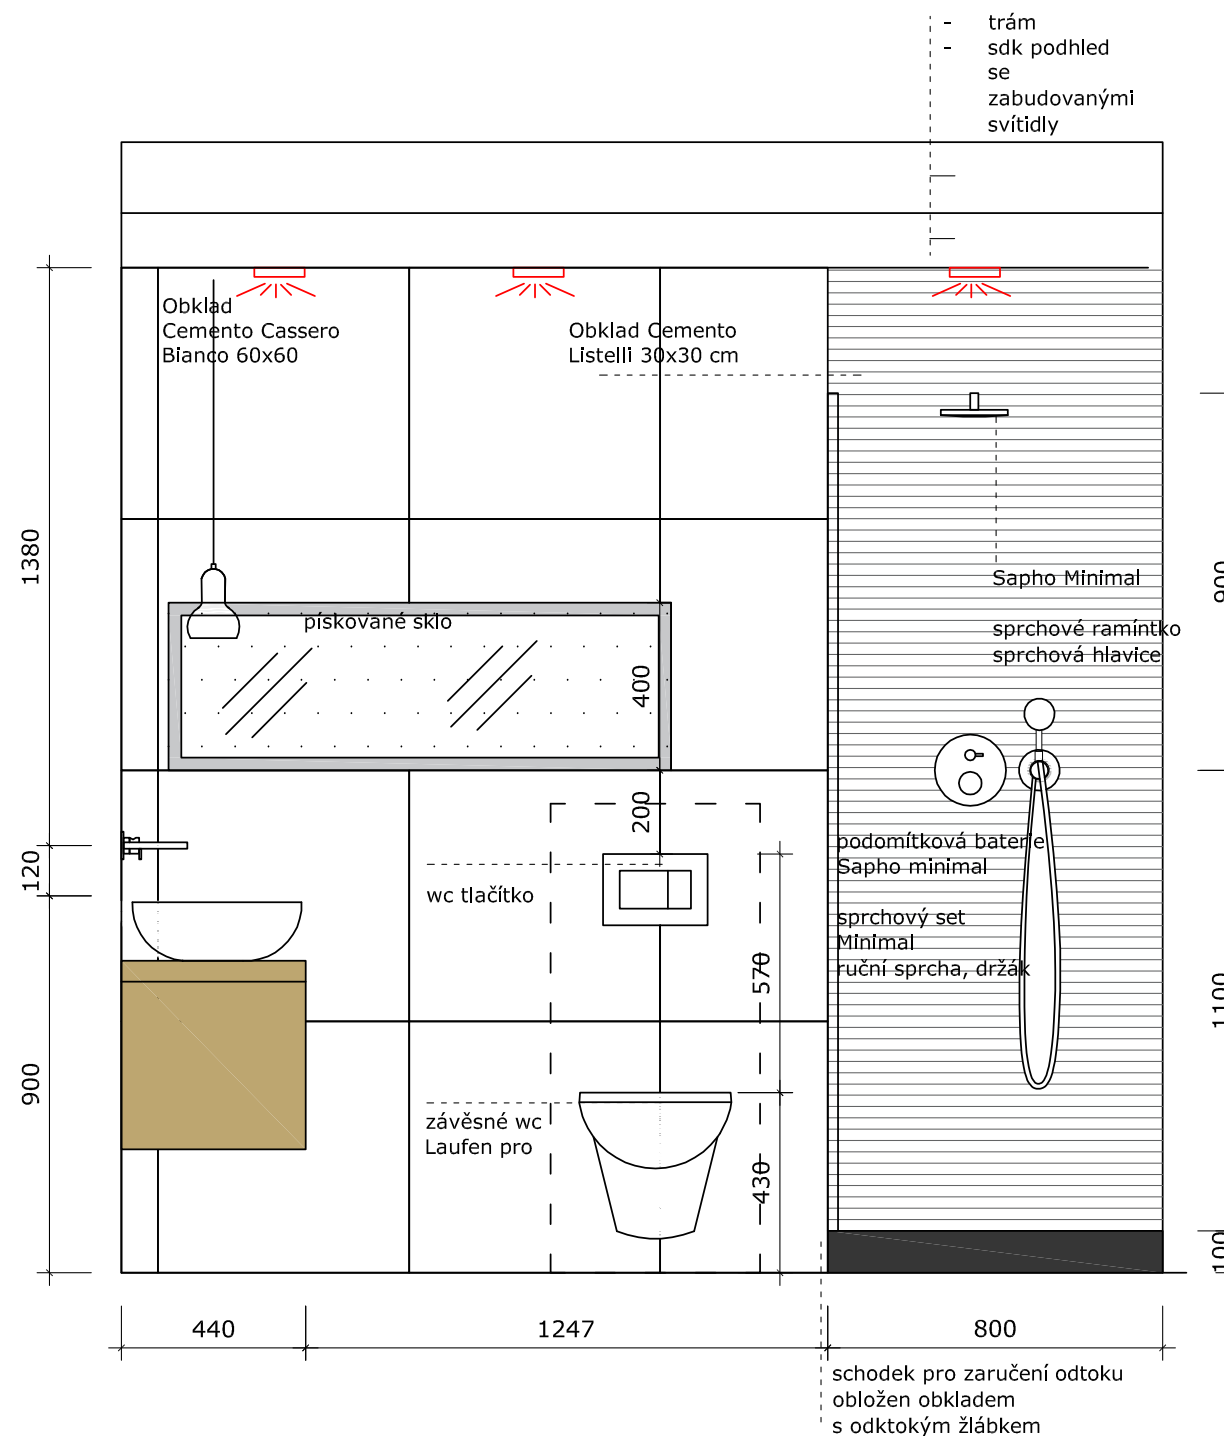 - trám
- sdk podhled
se
zabudovanými
svítidly
Obklad
Cemento Cassero
Bianco 60x60
Obklad Cemento
Listelli 30x30 cm
1380
120
900
pískované sklo
400
200
wc tlačítko
570
závěsné wc
Laufen pro
430
Sapho Minimal
sprchové ramíntko
sprchová hlavice
podomítková baterie
Sapho minimal
sprchový set
Minimal
ruční sprcha, držák
900
1100
100
440
1247
800
schodek pro zaručení odtoku
obložen obkladem
s odktokým žlábkem